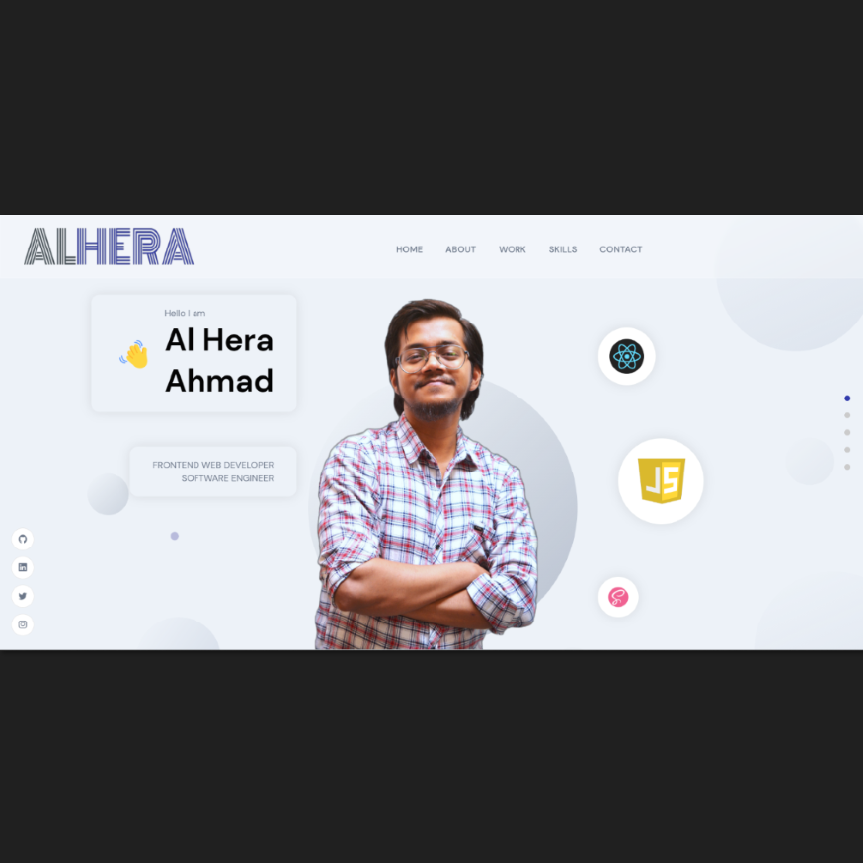 ALHERA
HOME ABOUT WORK SKILLS CONTACT
Hello I am
Al Hera
Ahmad
FRONTEND WEB DEVELOPER
SOFTWARE ENGINEER
JS